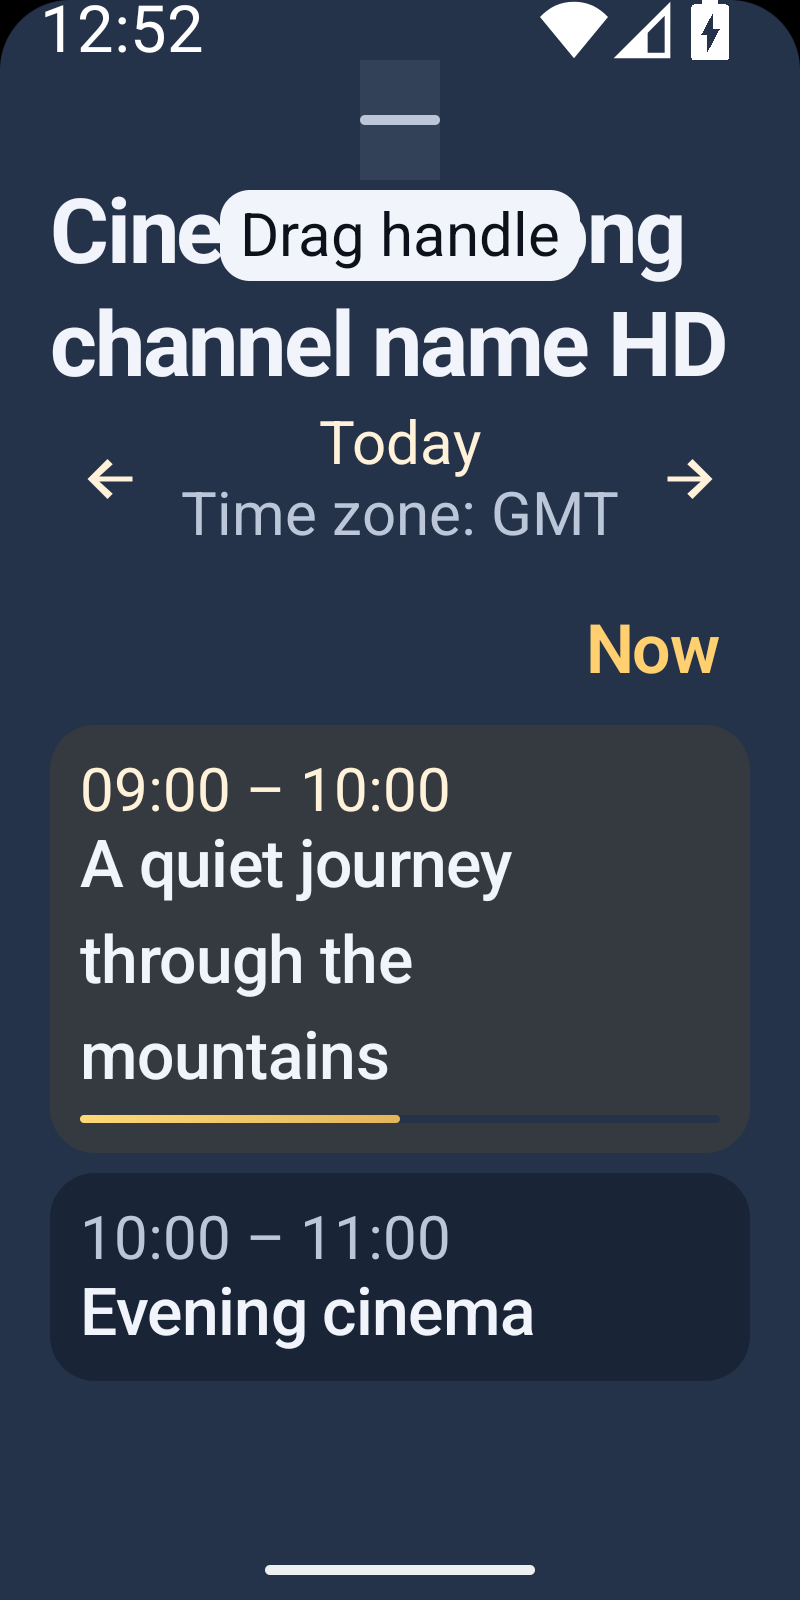 12:52
Cine ng
Drag handle
channel name HD
Today
Time zone: GMT
Now
09:00 – 10:00
A quiet journey
through the
mountains
10:00 – 11:00
Evening cinema